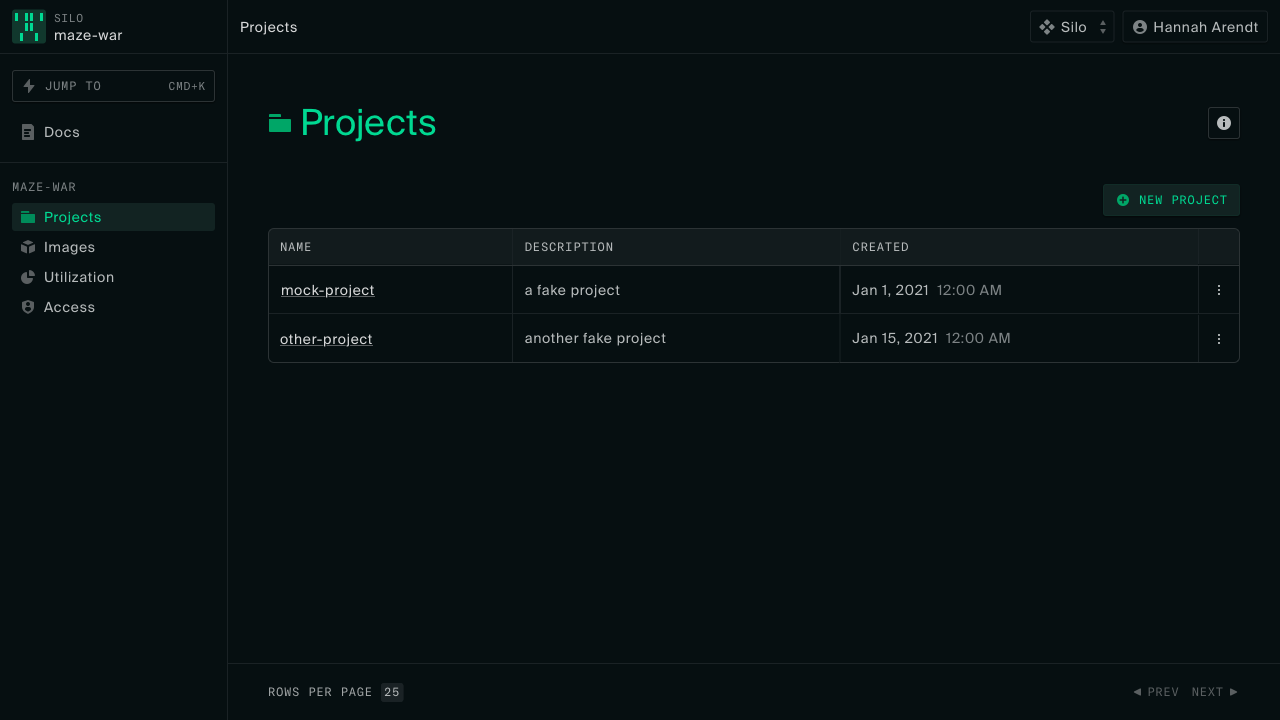 SILO
maze-war
Projects
Silo
Hannah Arendt
JUMP TO CMD+K
Docs
MAZE-WAR
Projects
Images
Utilization
Access
Projects
NEW PROJECT
NAME DESCRIPTION CREATED
mock-project a fake project Jan 1, 2021 12:00 AM
other-project another fake project Jan 15, 2021 12:00 AM
ROWS PER PAGE 25
PREV NEXT